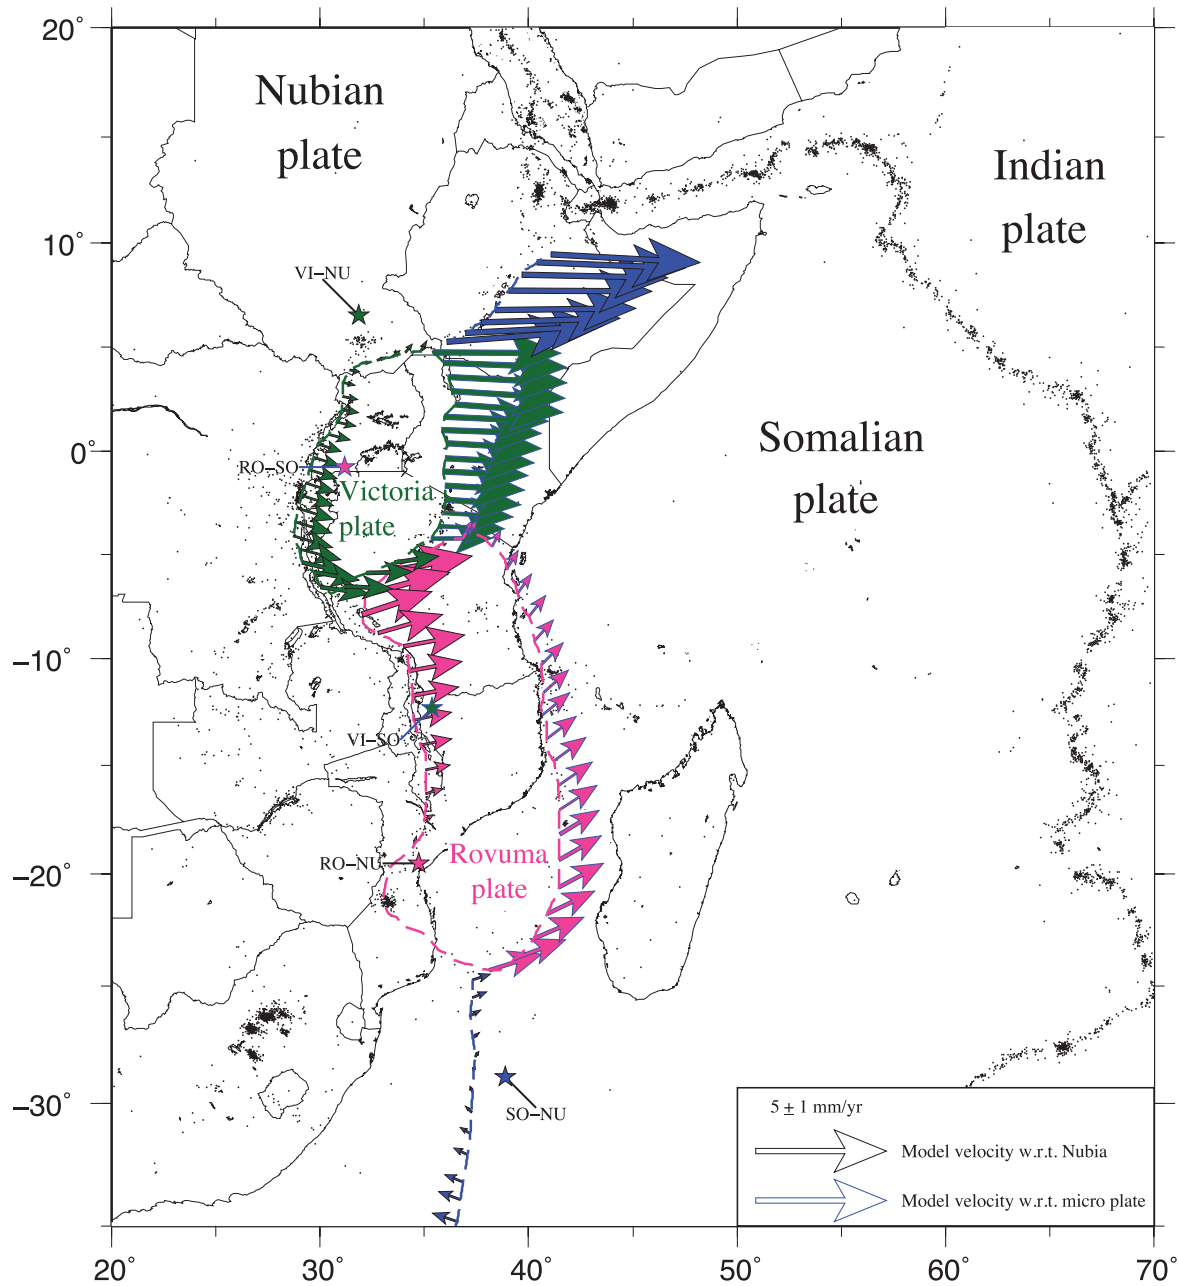 20˚
Nubian
plate
Indian
plate
10˚
VI–NU
Somalian
plate
0˚
RO–SO
Victoria
plate
−10˚
VI–SO
RO–NU
Rovuma
plate
−20˚
SO–NU
−30˚
5 ± 1 mm/yr
Model velocity w.r.t. Nubia
Model velocity w.r.t. micro plate
20˚ 30˚ 40˚ 50˚ 60˚ 70˚